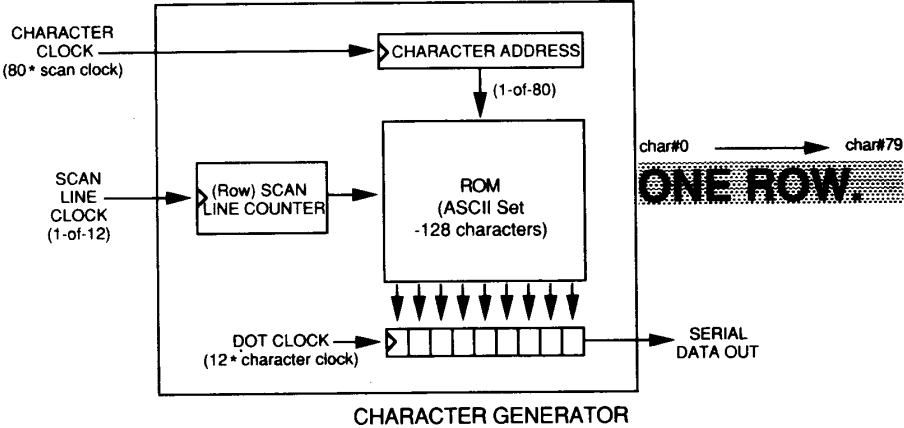 CHARACTER
CLOCK
(80* scan clock)
CHARACTER ADDRESS
(1-of-80)
char#0
char#79
ONE ROW.
SCAN
LINE
CLOCK
(1-of-12)
(Row) SCAN
LINE COUNTER
ROM
(ASCII Set
-128 characters)
DOT CLOCK
(12* character clock)
SERIAL
DATA OUT
CHARACTER GENERATOR